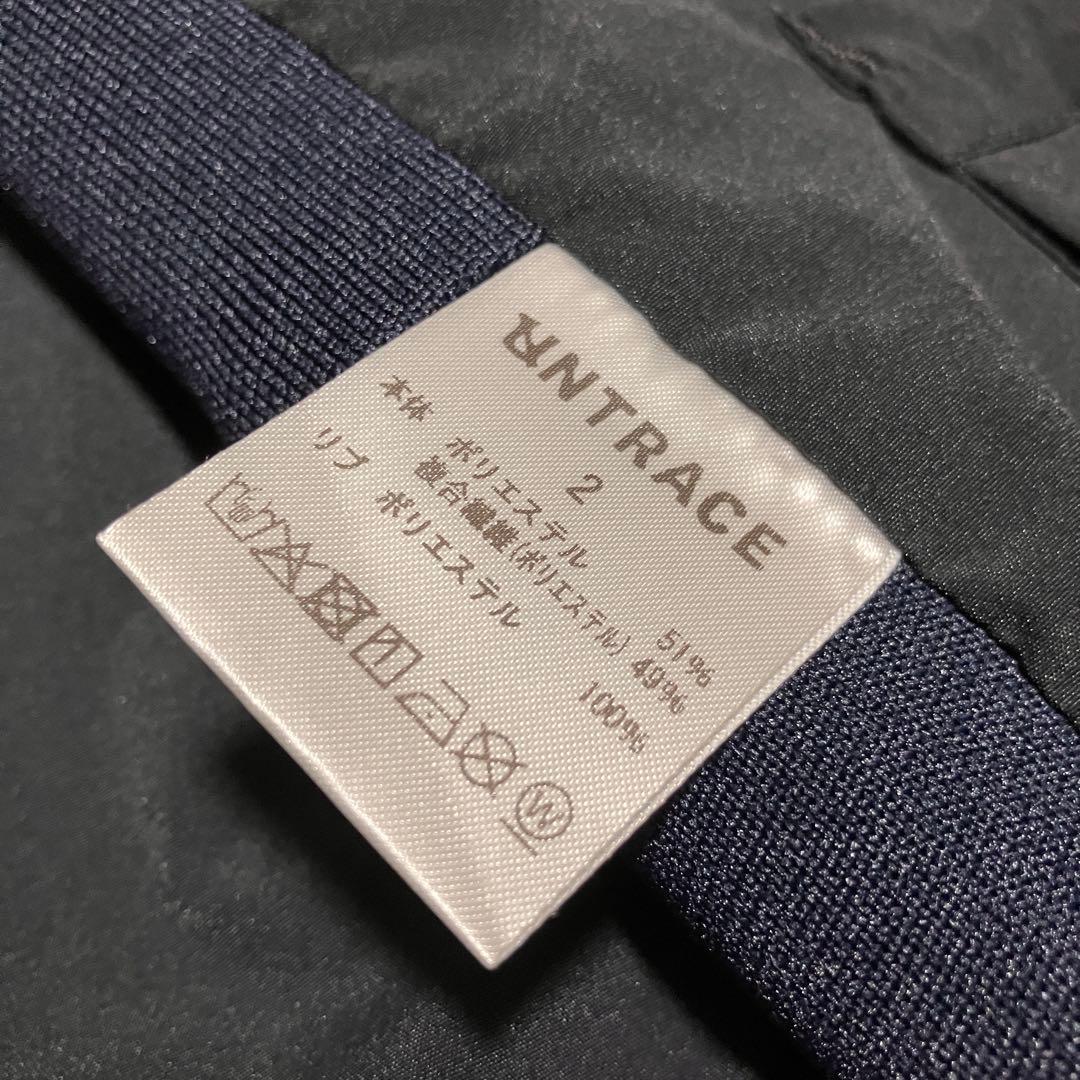 UNTRACE
2
本体 ポリエステル 51%
複合繊維(ポリエステル) 49%
リブ ポリエステル 100%
W